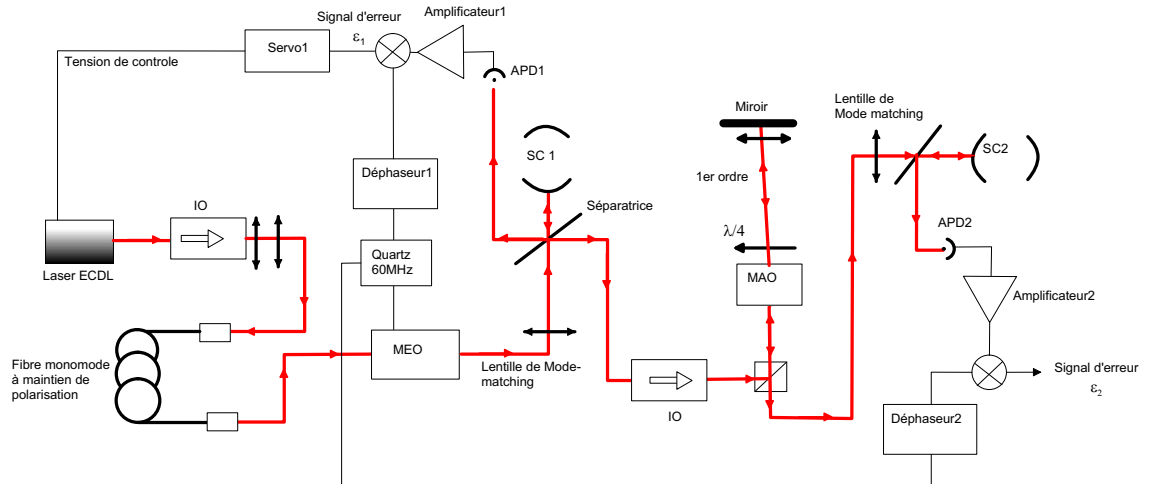 Amplificateur1
Signal d'erreur
ε1
Servo1
Tension de controle
APD1
Lentille de
Mode matching
Miroir
SC 1
SC2
1er ordre
Déphaseur1
IO
Séparatrice
λ/4
APD2
Quartz
60MHz
Laser ECDL
MAO
Amplificateur2
MEO
Fibre monomode
à maintien de
polarisation
Lentille de Mode-
matching
Signal d'erreur
ε2
IO
Déphaseur2